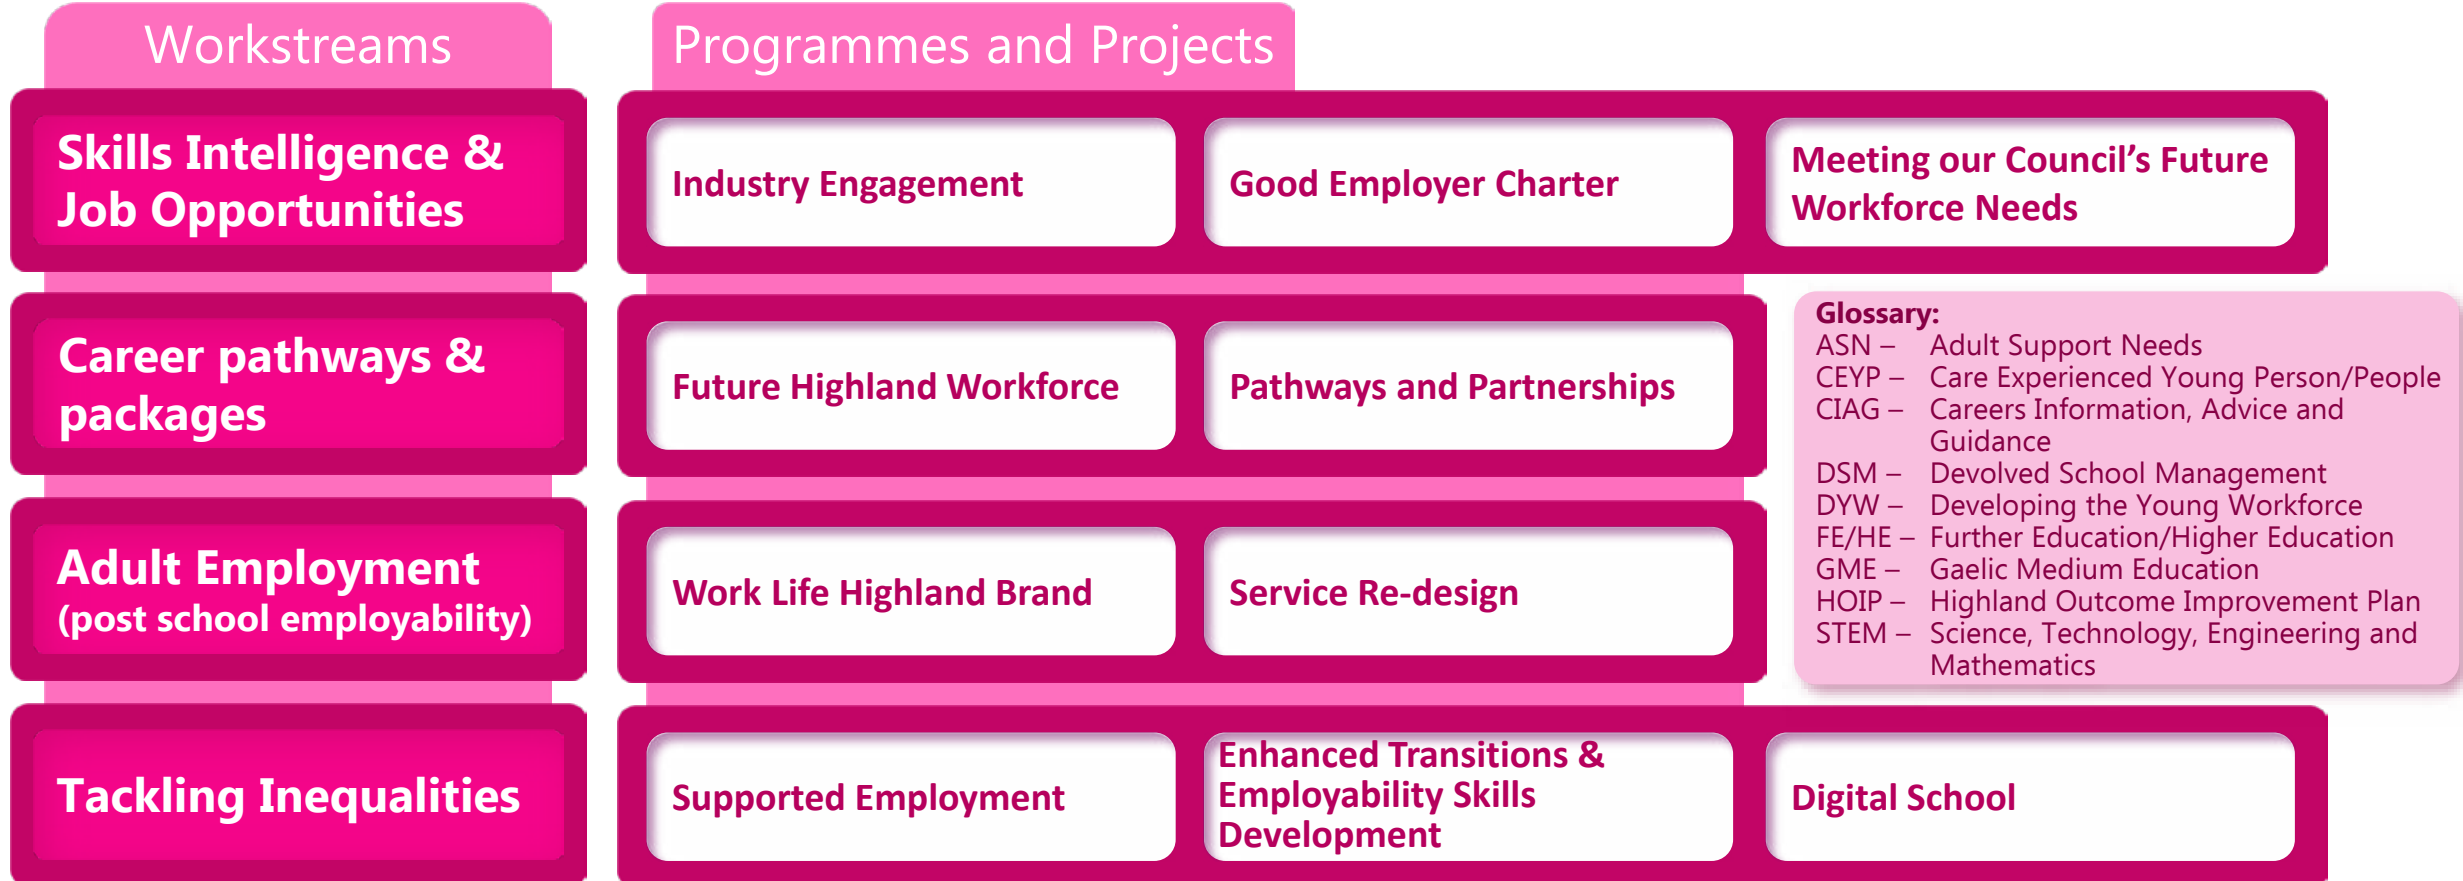 Workstreams
Programmes and Projects
Skills Intelligence &
Job Opportunities
Industry Engagement
Good Employer Charter
Meeting our Council’s Future
Workforce Needs
Career pathways &
packages
Future Highland Workforce
Pathways and Partnerships
Glossary:
ASN – Adult Support Needs
CEYP – Care Experienced Young Person/People
CIAG – Careers Information, Advice and
Guidance
DSM – Devolved School Management
DYW – Developing the Young Workforce
FE/HE – Further Education/Higher Education
GME – Gaelic Medium Education
HOIP – Highland Outcome Improvement Plan
STEM – Science, Technology, Engineering and
Mathematics
Adult Employment
(post school employability)
Work Life Highland Brand
Service Re-design
Tackling Inequalities
Supported Employment
Enhanced Transitions &
Employability Skills
Development
Digital School